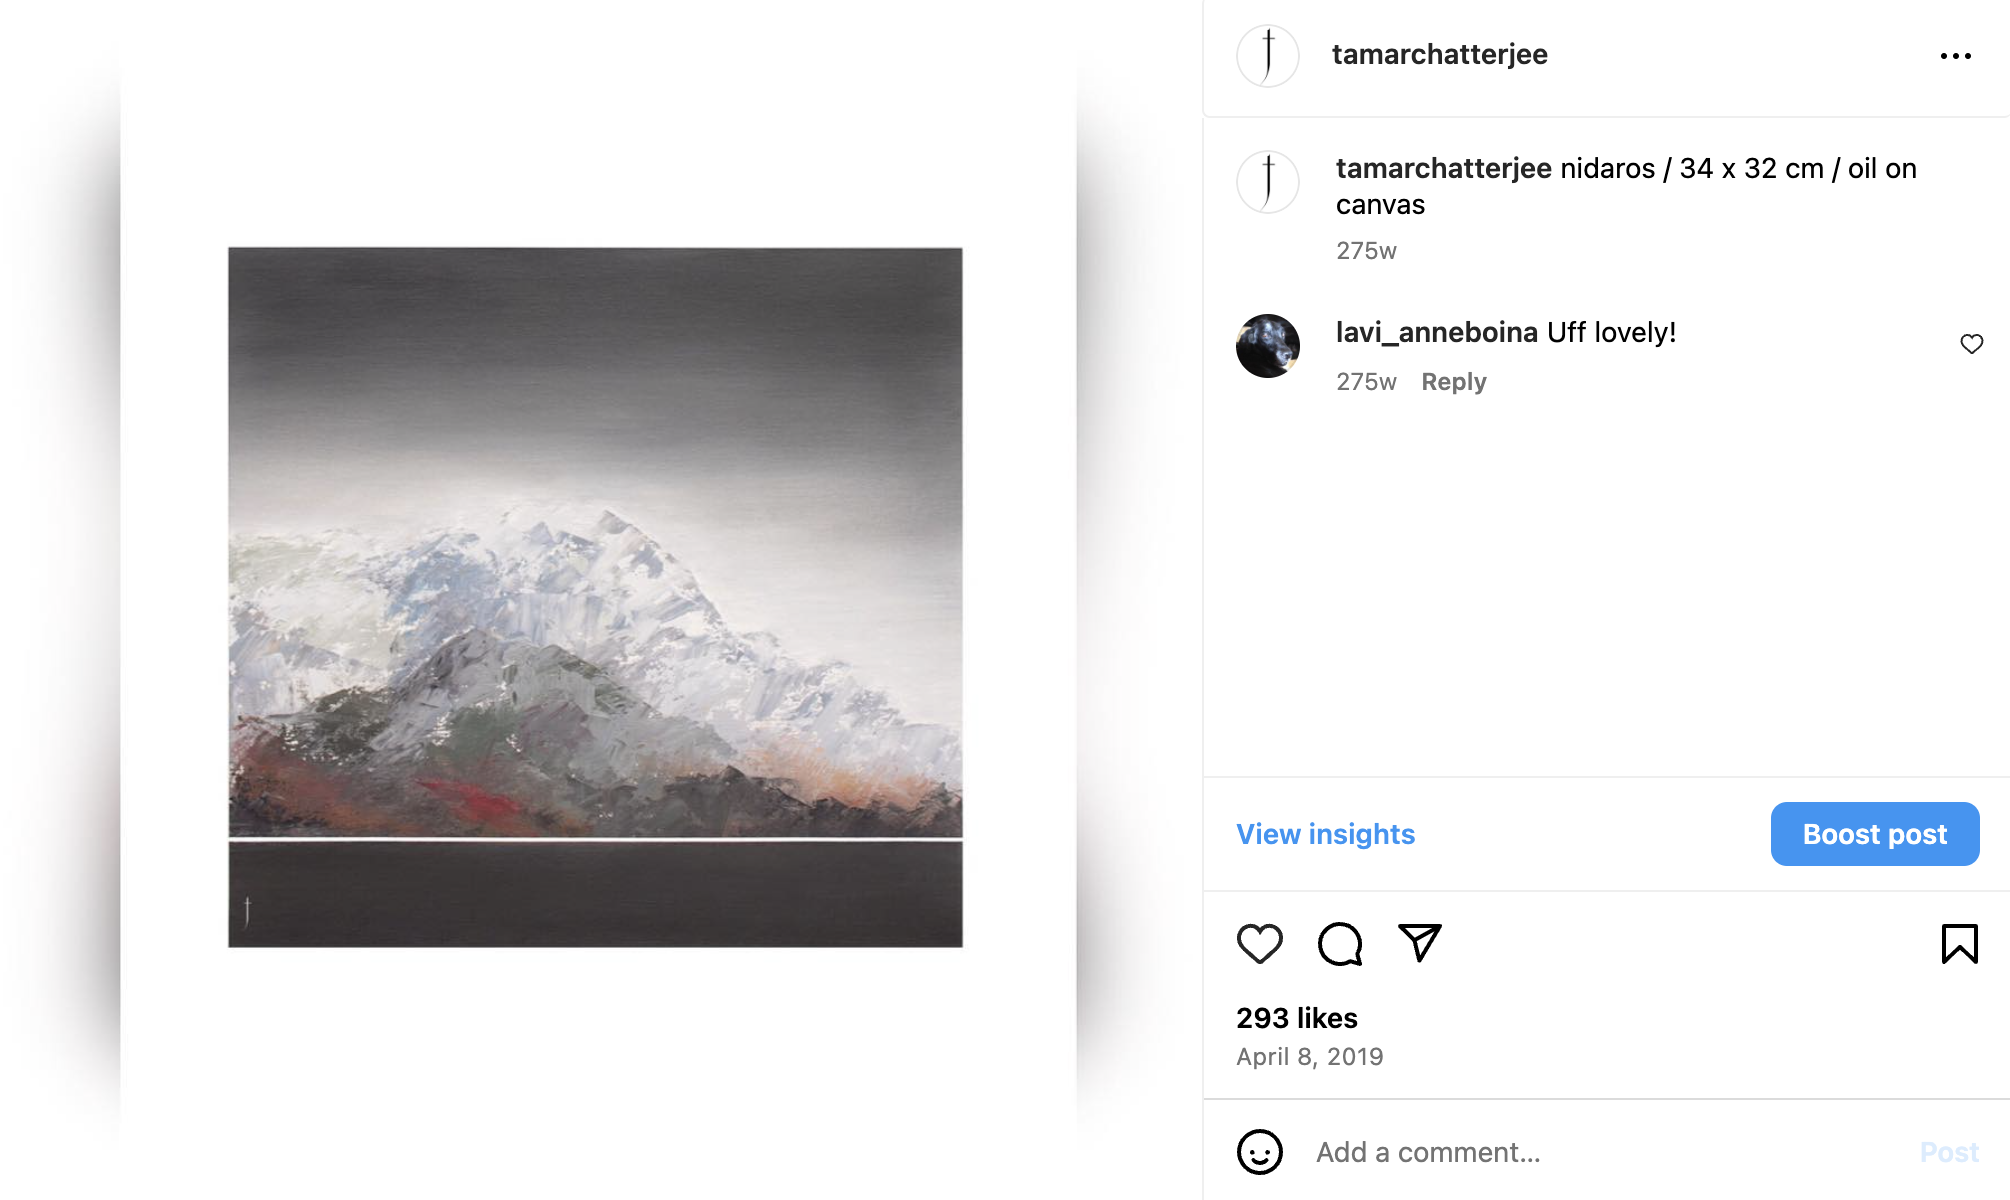 tamarchatterjee
tamarchatterjee nidaros / 34 x 32 cm / oil on
canvas
275w
lavi_anneboina Uff lovely!
275w Reply
View insights
Boost post
293 likes
April 8, 2019
Add a comment...
Post